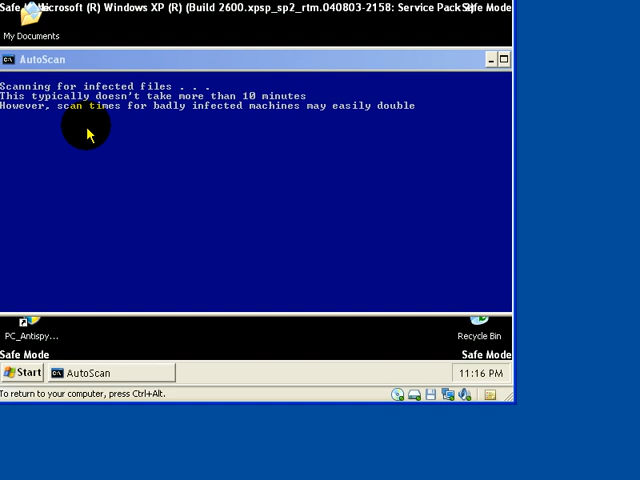 Safe Microsoft (R) Windows XP (R) (Build 2600.xpsp_sp2_rtm.040803-2158: Service Pack Safe Mode
My Documents
AutoScan
Scanning for infected files . . .
This typically doesn't take more than 10 minutes
However, scan times for badly infected machines may easily double
PC_Antispy...
Recycle Bin
Safe Mode
Safe Mode
Start
AutoScan
11:16 PM
To return to your computer, press Ctrl+Alt.